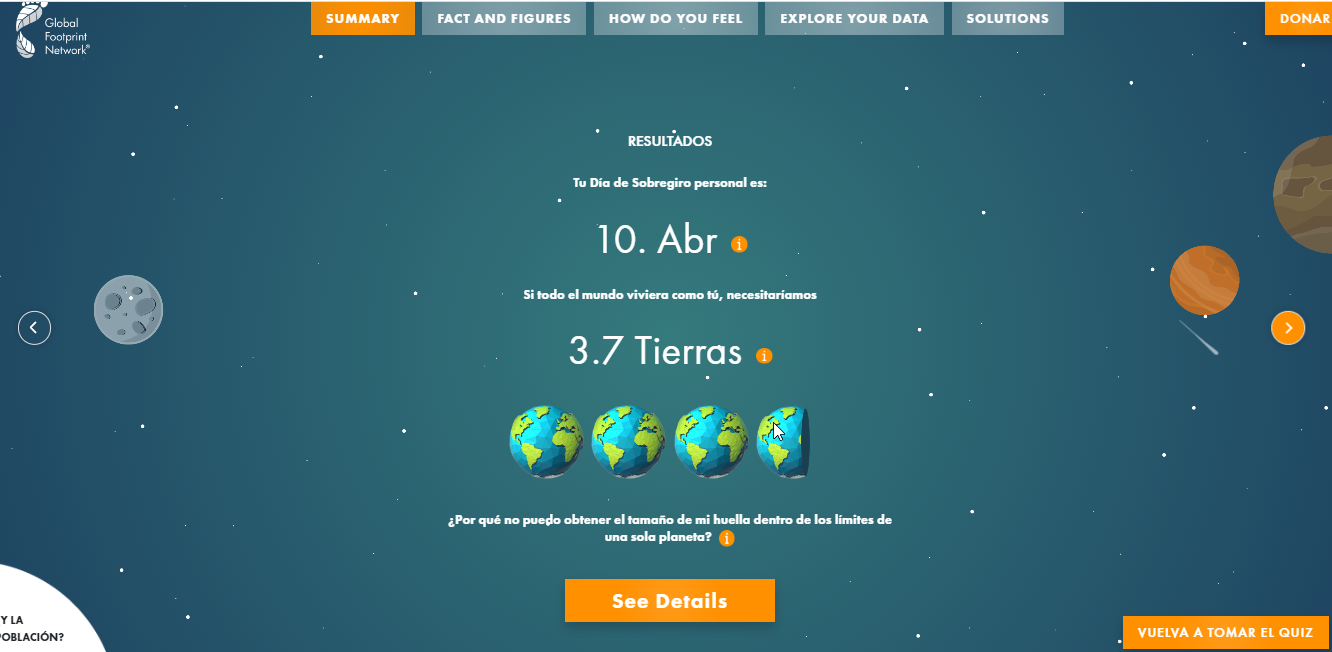 Global
Footprint
Network®
SUMMARY
FACT AND FIGURES
HOW DO YOU FEEL
EXPLORE YOUR DATA
SOLUTIONS
DONAR
RESULTADOS
Tu Día de Sobregiro personal es:
10. Abr
Si todo el mundo viviera como tú, necesitaríamos
3.7 Tierras
¿Por qué no puedo obtener el tamaño de mi huella dentro de los límites de
una sola planeta?
See Details
Y LA
POBLACIÓN?
VUELVA A TOMAR EL QUIZ